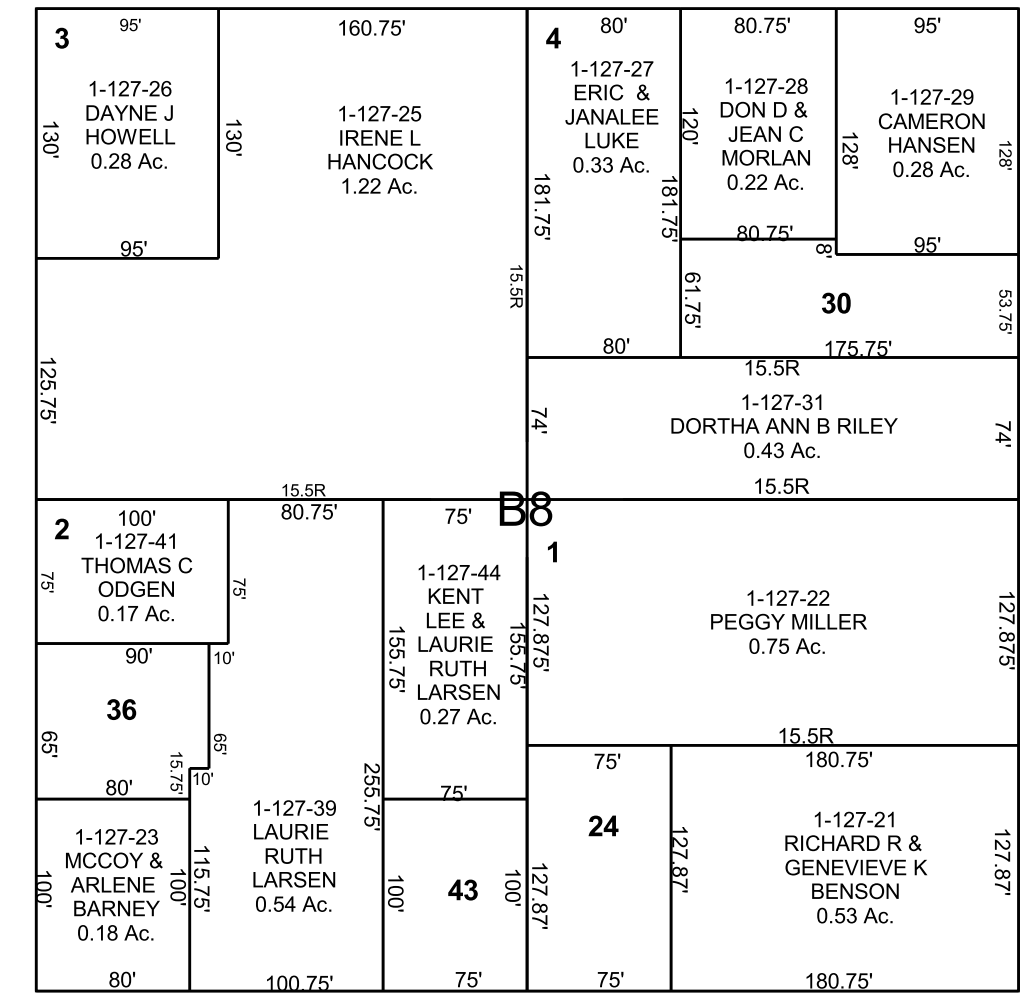 3
95'
1-127-26
DAYNE J
HOWELL
0.28 Ac.
130'
130'
95'
125.75'
160.75'
1-127-25
IRENE L
HANCOCK
1.22 Ac.
15.5R
15.5R
4
80'
1-127-27
ERIC &
JANALEE
LUKE
0.33 Ac.
181.75'
181.75'
80'
80.75'
1-127-28
DON D &
JEAN C
MORLAN
0.22 Ac.
120'
80.75'
8'
95'
1-127-29
CAMERON
HANSEN
0.28 Ac.
128'
128'
95'
61.75'
30
53.75'
175.75'
15.5R
1-127-31
DORTHA ANN B RILEY
0.43 Ac.
74'
74'
15.5R
B8
2
100'
1-127-41
THOMAS C
ODGEN
0.17 Ac.
75'
75'
90'
10'
36
65'
65'
15.75'
10'
80'
1-127-23
MCCOY &
ARLENE
BARNEY
0.18 Ac.
100'
100'
80'
80.75'
115.75'
255.75'
1-127-39
LAURIE
RUTH
LARSEN
0.54 Ac.
100.75'
75'
1-127-44
KENT
LEE &
LAURIE
RUTH
LARSEN
0.27 Ac.
155.75'
155.75'
75'
100'
43
100'
75'
1
1-127-22
PEGGY MILLER
0.75 Ac.
127.875'
127.875'
15.5R
75'
24
127.87'
127.87'
75'
180.75'
1-127-21
RICHARD R &
GENEVIEVE K
BENSON
0.53 Ac.
127.87'
180.75'